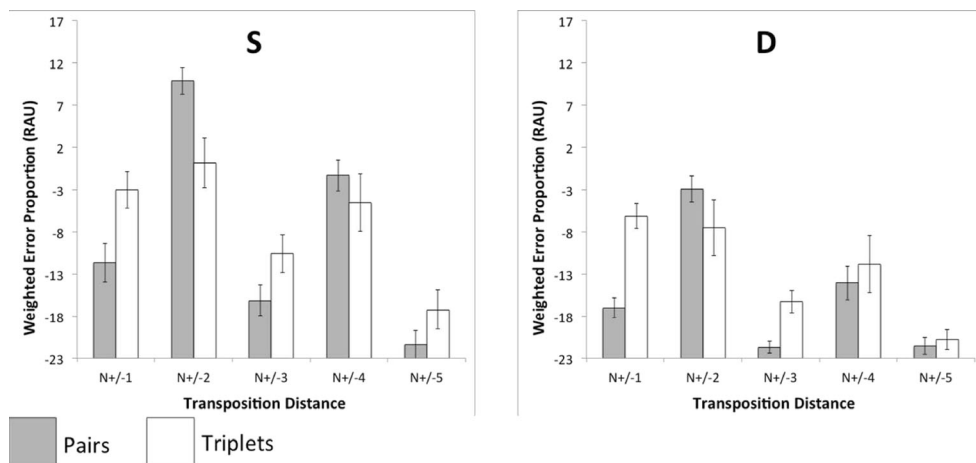 S
Weighted Error Proportion (RAU)
17
12
7
2
-3
-8
-13
-18
-23
N+/-1 N+/-2 N+/-3 N+/-4 N+/-5
Transposition Distance
D
Weighted Error Proportion (RAU)
17
12
7
2
-3
-8
-13
-18
-23
N+/-1 N+/-2 N+/-3 N+/-4 N+/-5
Transposition Distance
Pairs Triplets